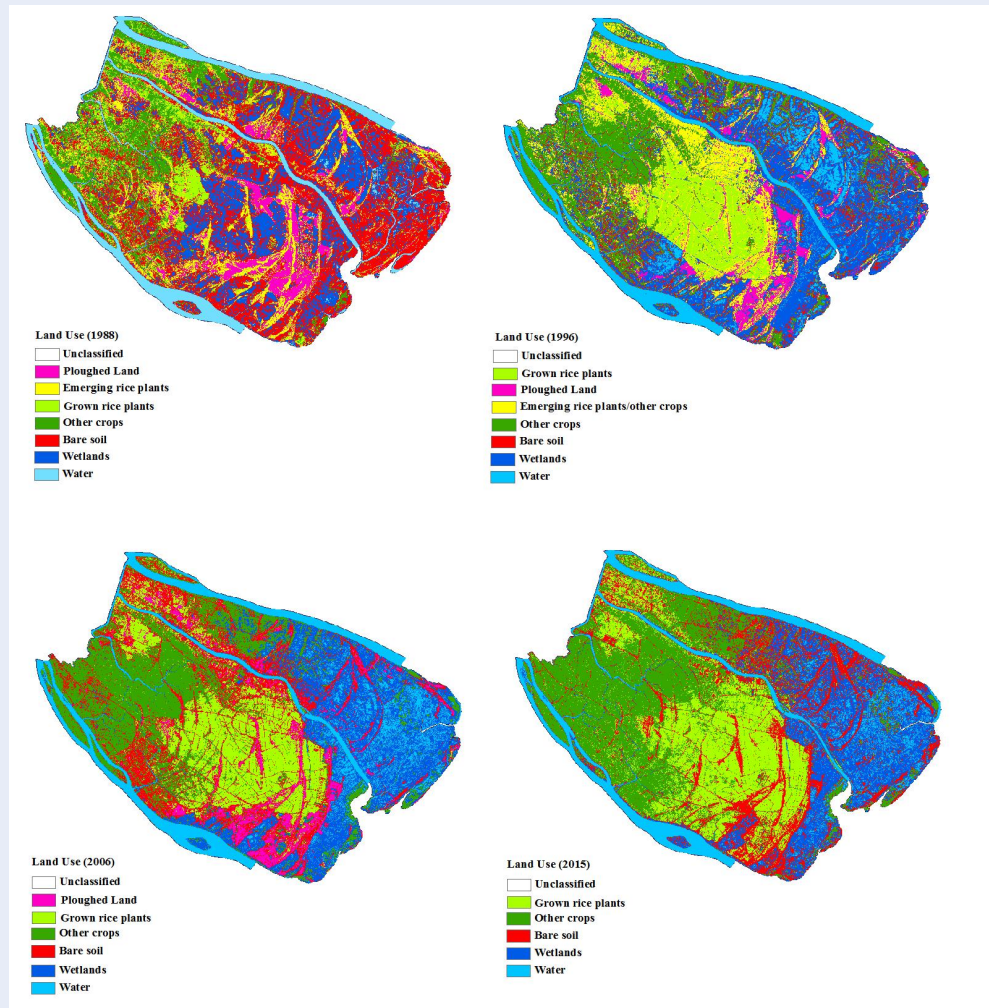 Land Use (1988)
Unclassified
Ploughed Land
Emerging rice plants
Grown rice plants
Other crops
Bare soil
Wetlands
Water
Land Use (1996)
Unclassified
Grown rice plants
Ploughed Land
Emerging rice plants/other crops
Other crops
Bare soil
Wetlands
Water
Land Use (2006)
Unclassified
Ploughed Land
Grown rice plants
Other crops
Bare soil
Wetlands
Water
Land Use (2015)
Unclassified
Grown rice plants
Other crops
Bare soil
Wetlands
Water